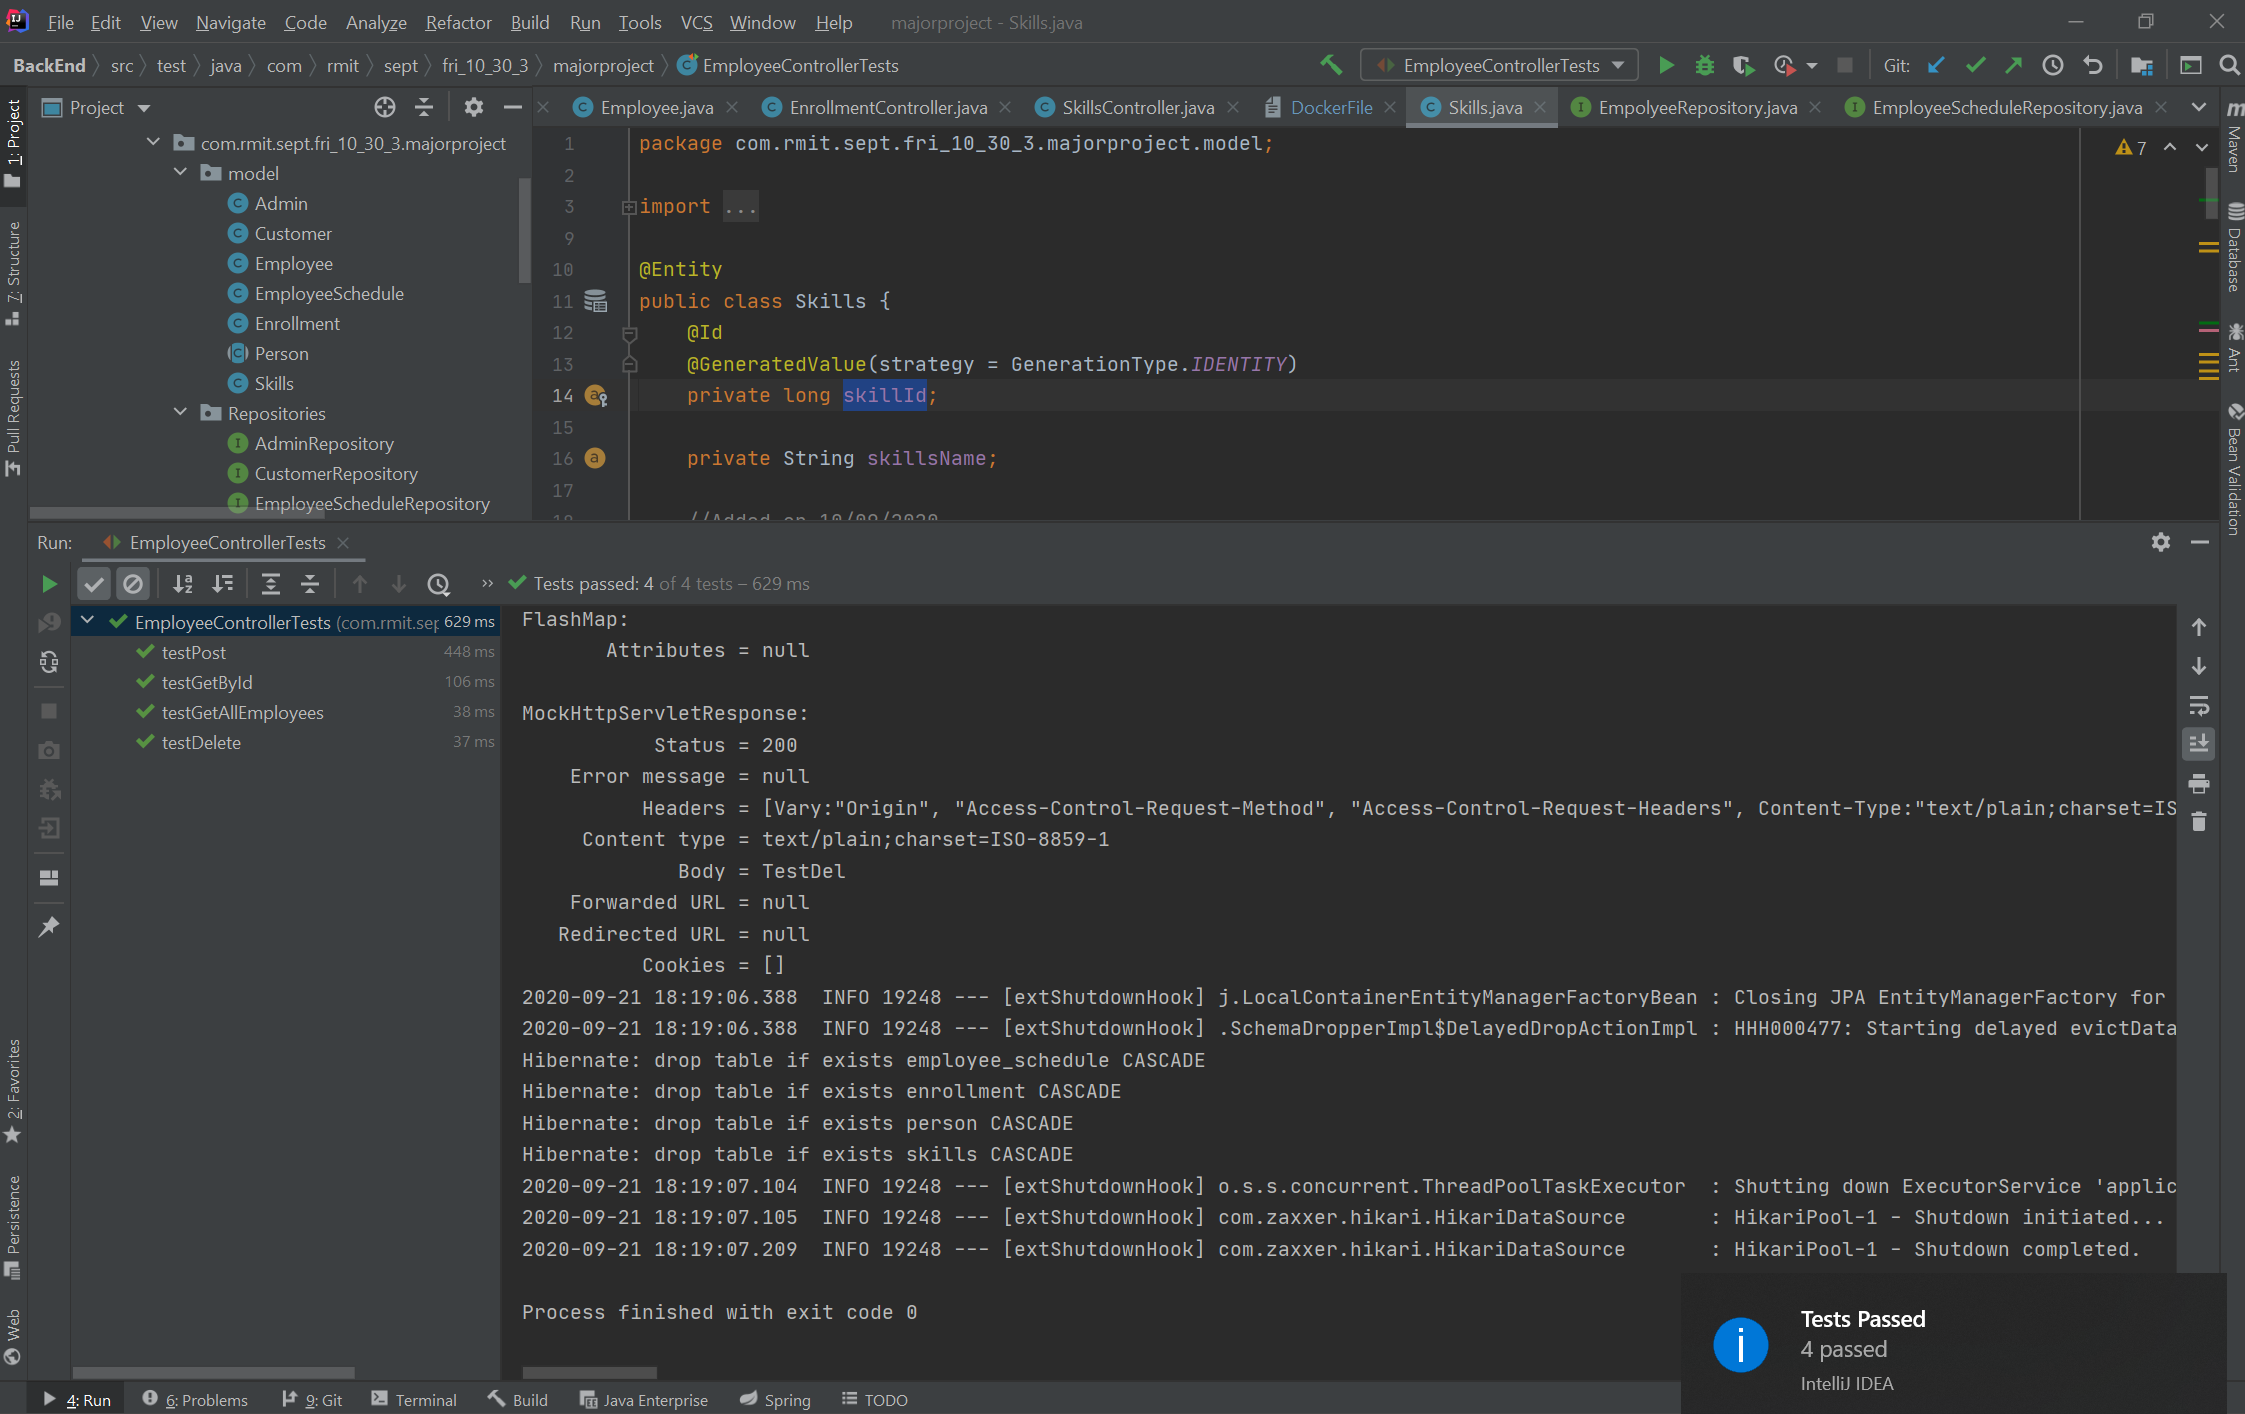 File Edit View Navigate Code Analyze Refactor Build Run Tools VCS Window Help majorproject - Skills.java
BackEnd src test java com rmit sept fri_10_30_3 majorproject EmployeeControllerTests EmployeeControllerTests Git:
Project
Employee.java EnrollmentController.java SkillsController.java DockerFile Skills.java EmpolyeeRepository.java EmployeeScheduleRepository.java
com.rmit.sept.fri_10_30_3.majorproject
model
Admin
Customer
Employee
EmployeeSchedule
Enrollment
Person
Skills
Repositories
AdminRepository
CustomerRepository
EmployeeScheduleRepository
1 package com.rmit.sept.fri_10_30_3.majorproject.model;
2
3 import ...
9
10 @Entity
11 public class Skills {
12 @Id
13 @GeneratedValue(strategy = GenerationType.IDENTITY)
14 private long skillId;
15
16 private String skillsName;
17
18 //Added on 10/09/2020
7
1: Project
7: Structure
Pull Requests
2: Favorites
Persistence
Web
Maven
Database
Ant
Bean Validation
Run: EmployeeControllerTests
Tests passed: 4 of 4 tests – 629 ms
EmployeeControllerTests (com.rmit.sep 629 ms
testPost 448 ms
testGetById 106 ms
testGetAllEmployees 38 ms
testDelete 37 ms
FlashMap:
Attributes = null
MockHttpServletResponse:
Status = 200
Error message = null
Headers = [Vary:"Origin", "Access-Control-Request-Method", "Access-Control-Request-Headers", Content-Type:"text/plain;charset=IS
Content type = text/plain;charset=ISO-8859-1
Body = TestDel
Forwarded URL = null
Redirected URL = null
Cookies = []
2020-09-21 18:19:06.388  INFO 19248 --- [extShutdownHook] j.LocalContainerEntityManagerFactoryBean : Closing JPA EntityManagerFactory for
2020-09-21 18:19:06.388  INFO 19248 --- [extShutdownHook] .SchemaDropperImpl$DelayedDropActionImpl : HHH000477: Starting delayed evictData
Hibernate: drop table if exists employee_schedule CASCADE
Hibernate: drop table if exists enrollment CASCADE
Hibernate: drop table if exists person CASCADE
Hibernate: drop table if exists skills CASCADE
2020-09-21 18:19:07.104  INFO 19248 --- [extShutdownHook] o.s.s.concurrent.ThreadPoolTaskExecutor  : Shutting down ExecutorService 'applic
2020-09-21 18:19:07.105  INFO 19248 --- [extShutdownHook] com.zaxxer.hikari.HikariDataSource       : HikariPool-1 - Shutdown initiated...
2020-09-21 18:19:07.209  INFO 19248 --- [extShutdownHook] com.zaxxer.hikari.HikariDataSource       : HikariPool-1 - Shutdown completed.
Process finished with exit code 0
Tests Passed
4 passed
IntelliJ IDEA
4: Run 6: Problems 9: Git Terminal Build Java Enterprise Spring TODO